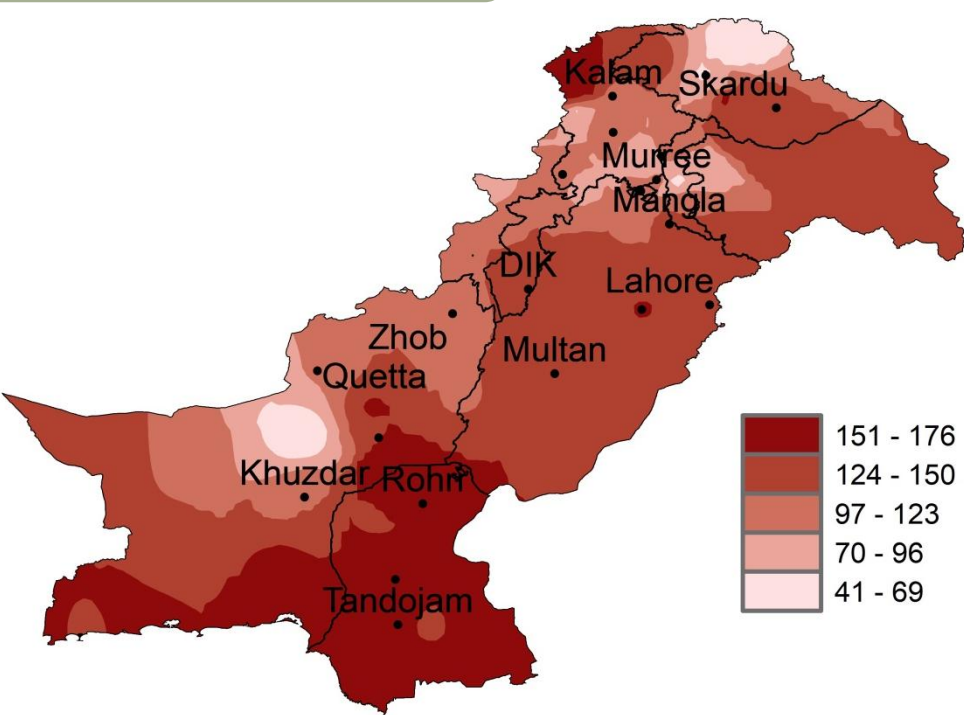 Kalam
Skardu
Murree
Mangla
DIK
Lahore
Zhob
Multan
Quetta
Khuzdar
Rohri
Tandojam
151 - 176
124 - 150
97 - 123
70 - 96
41 - 69